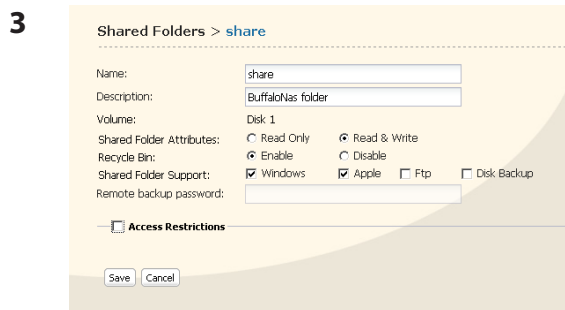 3
Shared Folders > share
Name: share
Description: BuffaloNas folder
Volume: Disk 1
Shared Folder Attributes: Read Only Read & Write
Recycle Bin: Enable Disable
Shared Folder Support: Windows Apple Ftp Disk Backup
Remote backup password:
Access Restrictions
Save Cancel